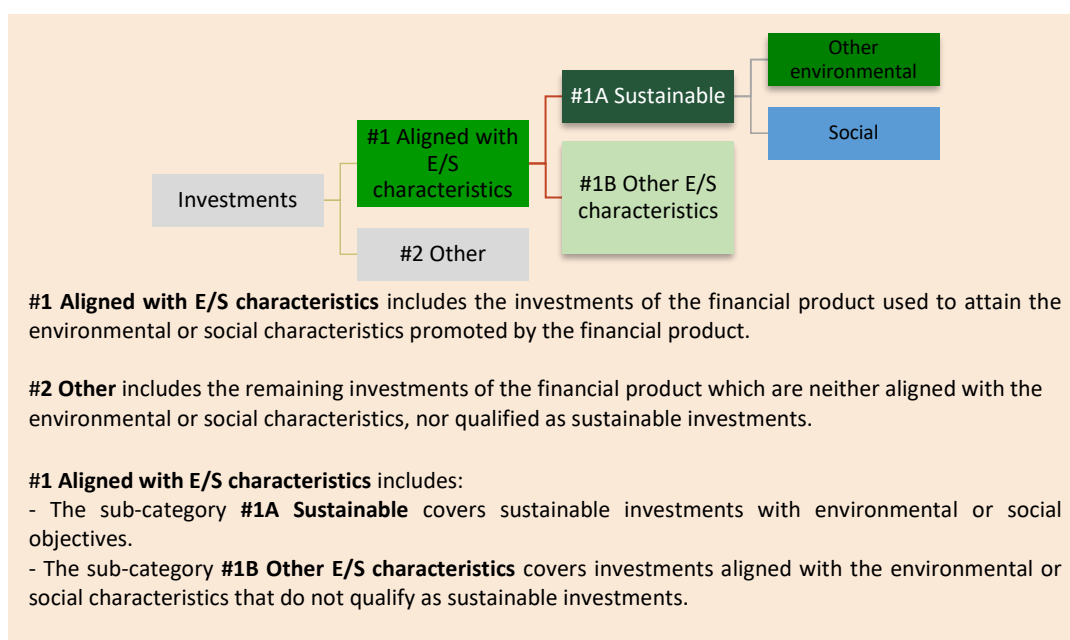 Other
environmental
#1A Sustainable
#1 Aligned with
E/S
characteristics
Social
Investments
#1B Other E/S
characteristics
#2 Other
#1 Aligned with E/S characteristics includes the investments of the financial product used to attain the
environmental or social characteristics promoted by the financial product.
#2 Other includes the remaining investments of the financial product which are neither aligned with the
environmental or social characteristics, nor qualified as sustainable investments.
#1 Aligned with E/S characteristics includes:
- The sub-category #1A Sustainable covers sustainable investments with environmental or social
objectives.
- The sub-category #1B Other E/S characteristics covers investments aligned with the environmental or
social characteristics that do not qualify as sustainable investments.